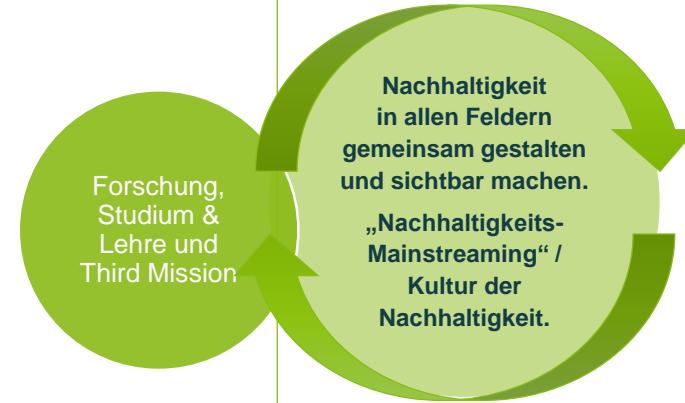 Forschung,
Studium &
Lehre und
Third Mission
Nachhaltigkeit
in allen Feldern
gemeinsam gestalten
und sichtbar machen.
„Nachhaltigkeits-
Mainstreaming“ /
Kultur der
Nachhaltigkeit.